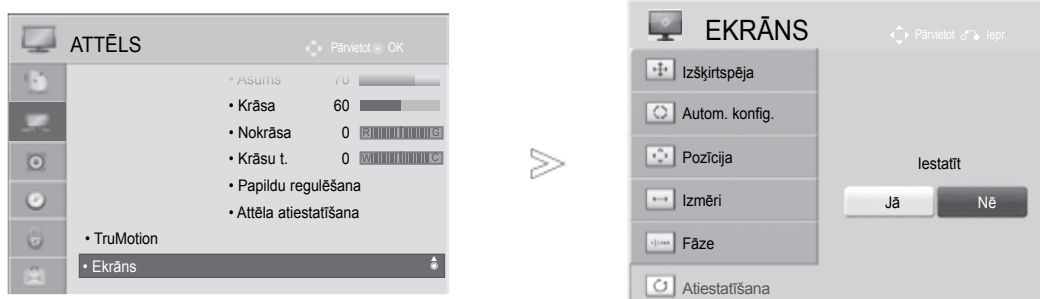 ATTĒLS
Pārvietot OK
• Asums 70
• Krāsa 60
• Nokrāsa 0 R G
• Krāsu t. 0 W C
• Papildu regulēšana
• Attēla atiestatīšana
• TruMotion
• Ekrāns
EKRĀNS
Pārvietot Iepr.
Izšķirtspēja
Autom. konfig.
Pozīcija
Izmēri
Fāze
Atiestatīšana
Iestatīt
Jā Nē